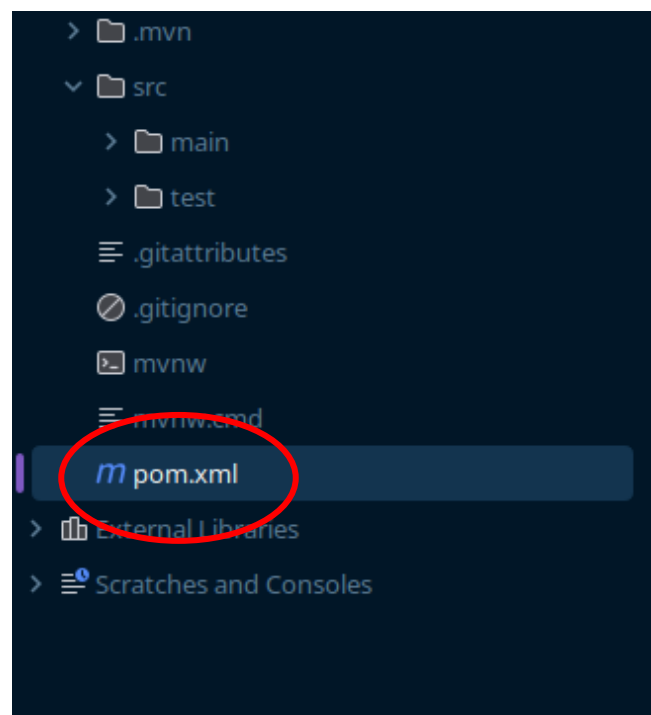 .mvn
src
main
test
.gitattributes
.gitignore
mvnw
mvnw.cmd
pom.xml
External Libraries
Scratches and Consoles